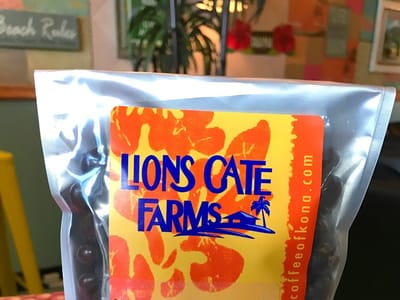 Beach Rules
LIONS GATE
FARMS
coffeeofkona.com